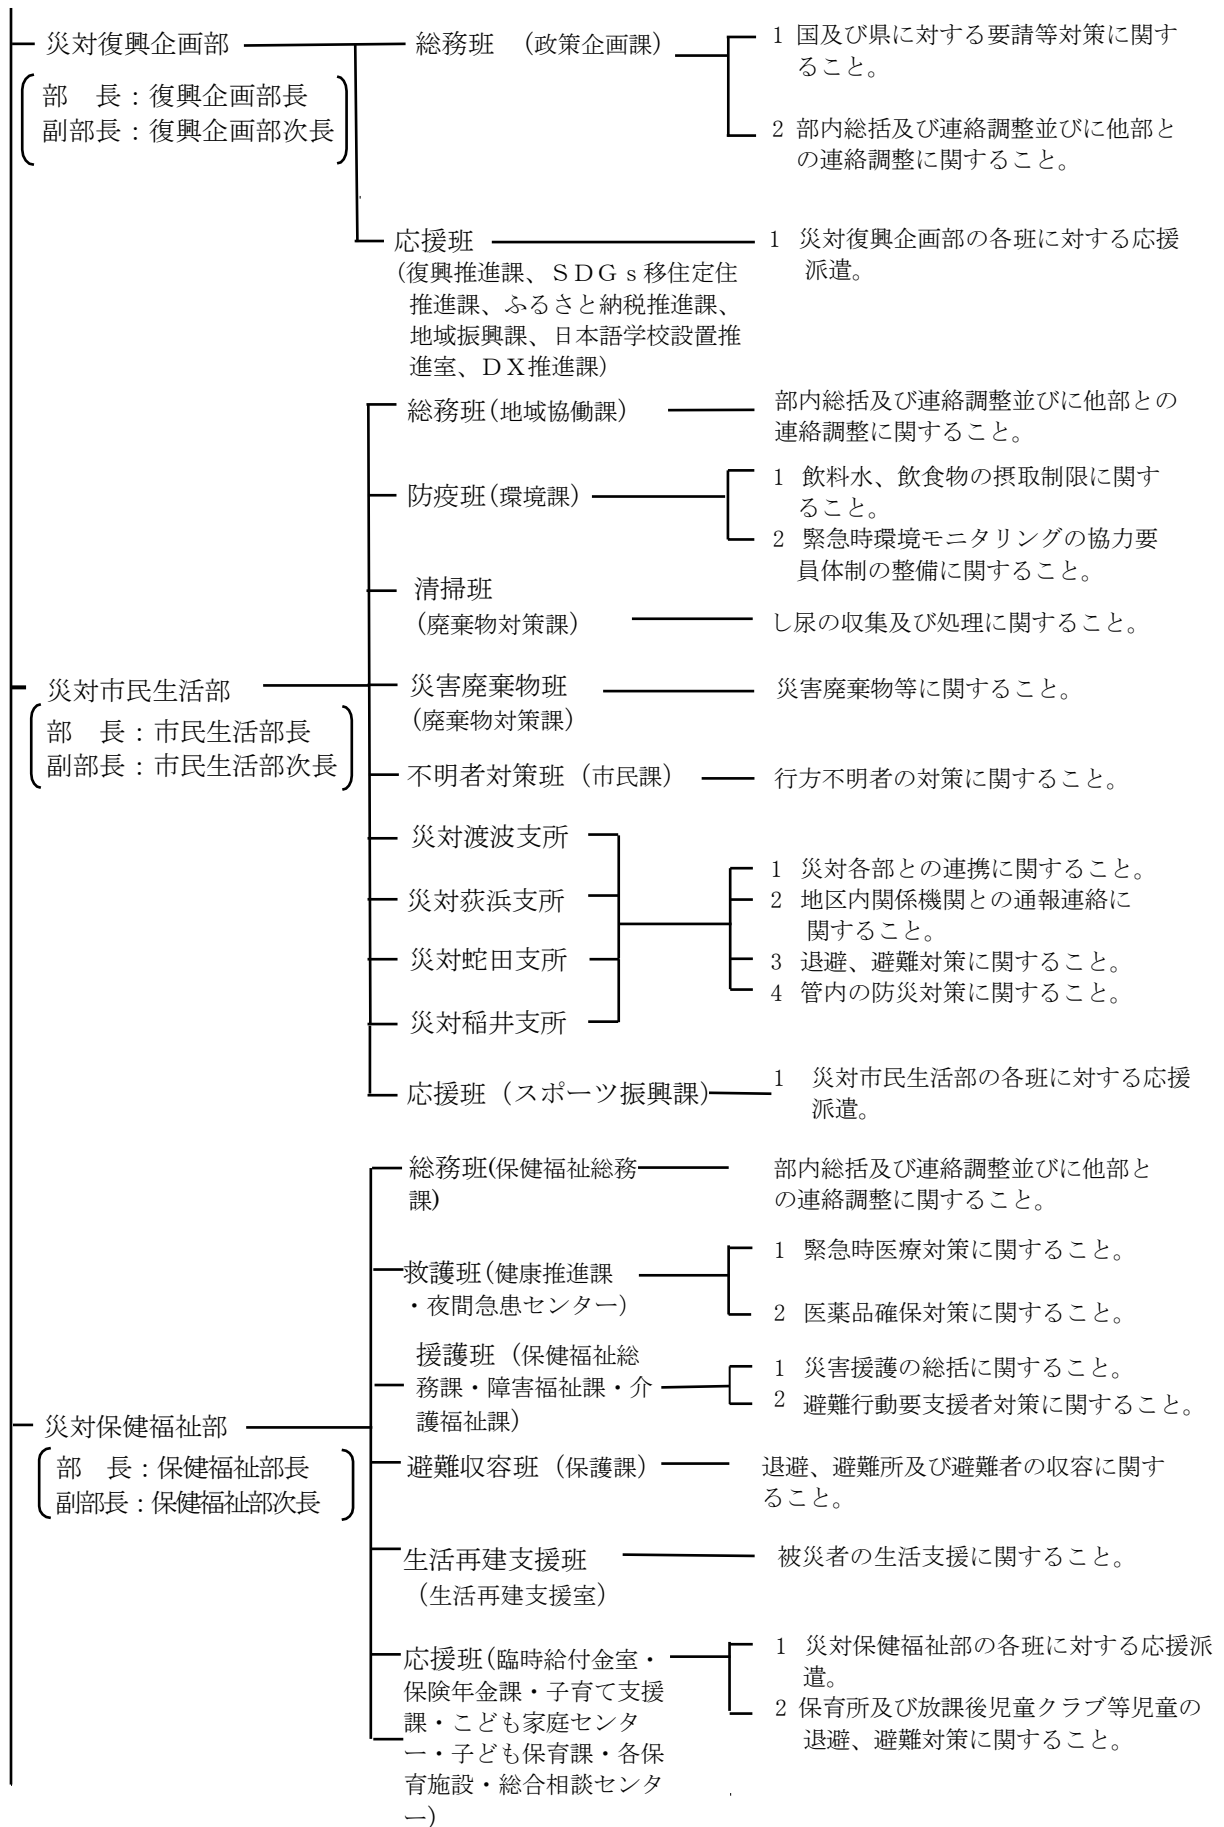 災対復興企画部
部　長：復興企画部長
副部長：復興企画部次長
総務班（政策企画課）
1 国及び県に対する要請等対策に関す
ること。
2 部内総括及び連絡調整並びに他部と
の連絡調整に関すること。
応援班
（復興推進課、ＳＤＧｓ移住定住
推進課、ふるさと納税推進課、
地域振興課、日本語学校設置推
進室、ＤＸ推進課）
1 災対復興企画部の各班に対する応援
派遣。
災対市民生活部
部　長：市民生活部長
副部長：市民生活部次長
総務班（地域協働課）
部内総括及び連絡調整並びに他部との
連絡調整に関すること。
防疫班（環境課）
1 飲料水、飲食物の摂取制限に関す
ること。
2 緊急時環境モニタリングの協力要
員体制の整備に関すること。
清掃班
（廃棄物対策課）
し尿の収集及び処理に関すること。
災害廃棄物班
（廃棄物対策課）
災害廃棄物等に関すること。
不明者対策班（市民課）
行方不明者の対策に関すること。
災対渡波支所
災対荻浜支所
災対蛇田支所
災対稲井支所
1 災対各部との連携に関すること。
2 地区内関係機関との通報連絡に
関すること。
3 退避、避難対策に関すること。
4 管内の防災対策に関すること。
応援班（スポーツ振興課）
1 災対市民生活部の各班に対する応援
派遣。
災対保健福祉部
部　長：保健福祉部長
副部長：保健福祉部次長
総務班(保健福祉総務
課)
部内総括及び連絡調整並びに他部と
の連絡調整に関すること。
救護班（健康推進課
・夜間急患センター）
1 緊急時医療対策に関すること。
2 医薬品確保対策に関すること。
援護班（保健福祉総
務課・障害福祉課・介
護福祉課）
1 災害援護の総括に関すること。
2 避難行動要支援者対策に関すること。
避難収容班（保護課）
退避、避難所及び避難者の収容に関す
ること。
生活再建支援班
（生活再建支援室）
被災者の生活支援に関すること。
応援班（臨時給付金室・
保険年金課・子育て支援
課・こども家庭センタ
ー・子ども保育課・各保
育施設・総合相談センタ
ー）
1 災対保健福祉部の各班に対する応援派
遣。
2 保育所及び放課後児童クラブ等児童の
退避、避難対策に関すること。